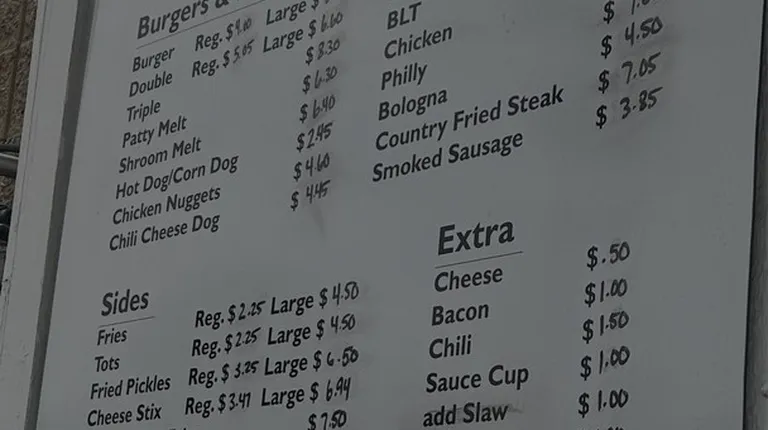 Burgers &
Burger Reg. $ Large $
Double Reg. $5.05 Large $6.60
Triple $8.30
Patty Melt $6.30
Shroom Melt $6.40
Hot Dog/Corn Dog $2.95
Chicken Nuggets $4.60
Chili Cheese Dog $4.45
BLT
Chicken
Philly $
Bologna $4.50
Country Fried Steak $7.05
Smoked Sausage $3.85
Sides
Fries Reg. $2.25 Large $4.50
Tots Reg. $2.25 Large $4.50
Fried Pickles Reg. $3.25 Large $6.50
Cheese Stix Reg. $3.47 Large $6.94
$7.50
Extra
Cheese $.50
Bacon $1.00
Chili $1.50
Sauce Cup $1.00
add Slaw $1.00